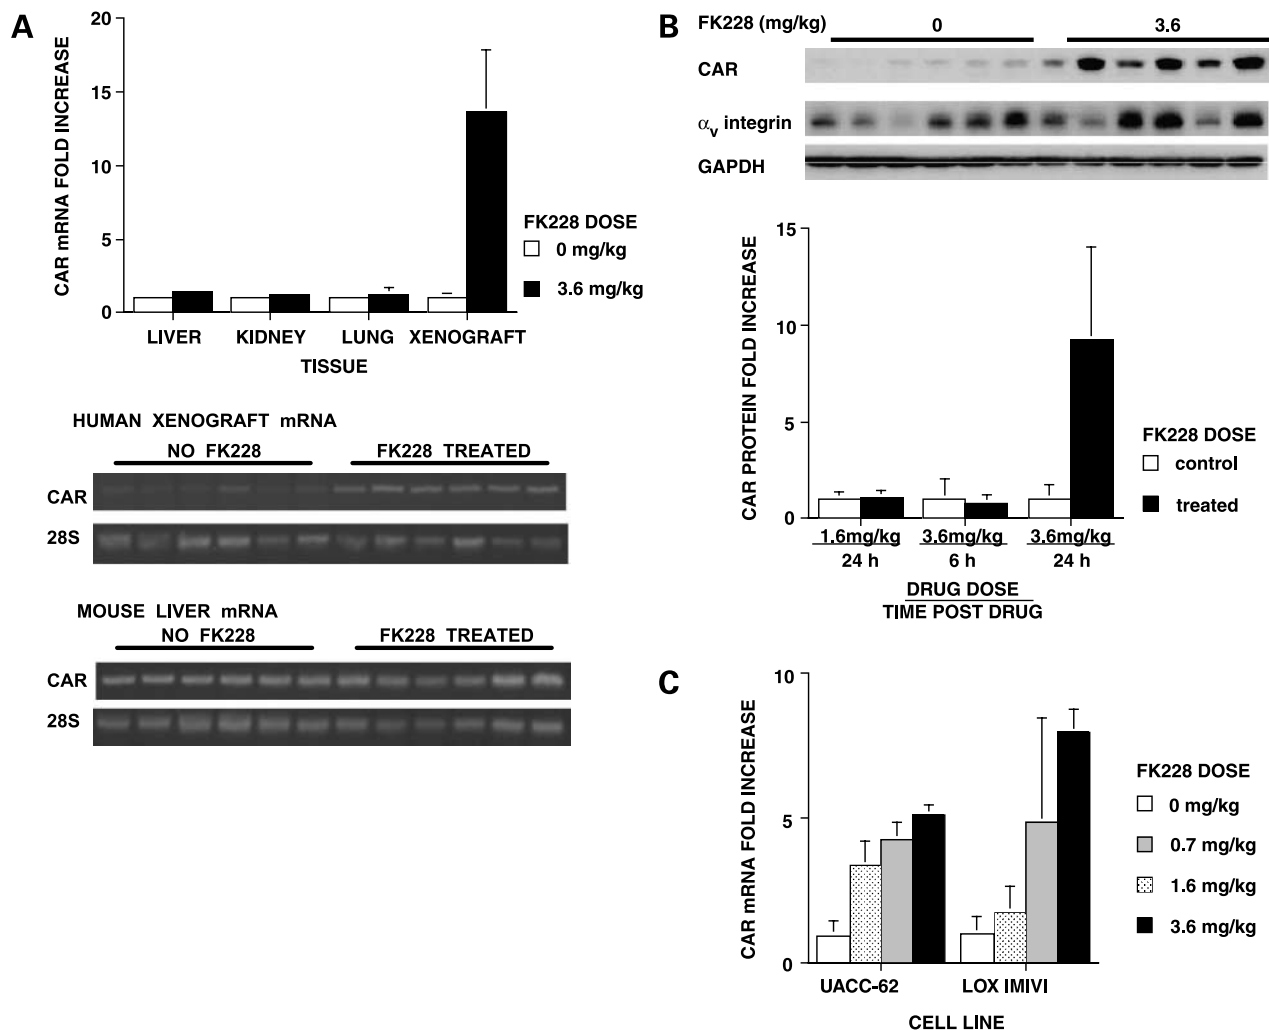 A
20
15
10
5
0
CAR mRNA FOLD INCREASE
LIVER KIDNEY LUNG XENOGRAFT
TISSUE
FK228 DOSE
0 mg/kg
3.6 mg/kg
HUMAN XENOGRAFT mRNA
NO FK228 FK228 TREATED
CAR
28S
MOUSE LIVER mRNA
NO FK228 FK228 TREATED
CAR
28S
B
FK228 (mg/kg) 0 3.6
CAR
αv integrin
GAPDH
15
10
5
0
CAR PROTEIN FOLD INCREASE
1.6mg/kg 3.6mg/kg 3.6mg/kg
24 h 6 h 24 h
DRUG DOSE
TIME POST DRUG
FK228 DOSE
control
treated
C
10
5
0
CAR mRNA FOLD INCREASE
UACC-62 LOX IMIVI
CELL LINE
FK228 DOSE
0 mg/kg
0.7 mg/kg
1.6 mg/kg
3.6 mg/kg